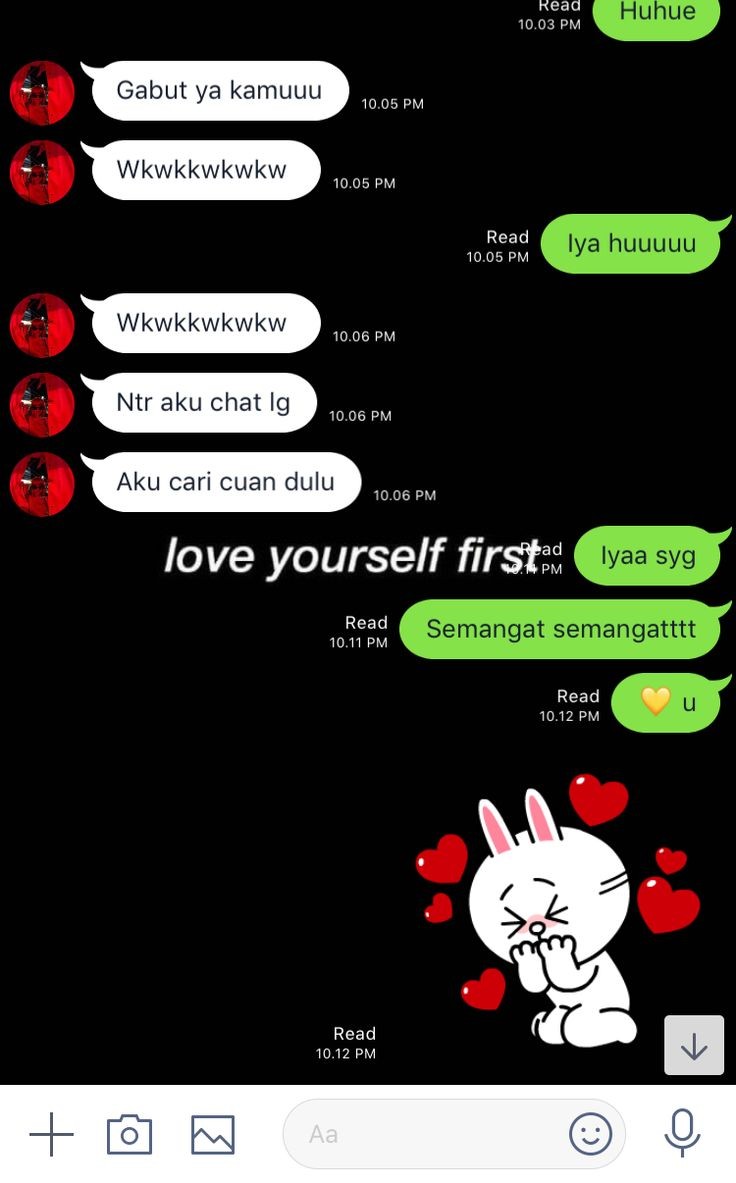 Read
10.03 PM
Huhue
Gabut ya kamuuu
10.05 PM
Wkwkkwkwkw
10.05 PM
Read
10.05 PM
Iya huuuuu
Wkwkkwkwkw
10.06 PM
Ntr aku chat lg
10.06 PM
Aku cari cuan dulu
10.06 PM
love yourself first
Read
10.11 PM
Iyaa syg
Read
10.11 PM
Semangat semangatttt
Read
10.12 PM
💛 u
Read
10.12 PM
Aa